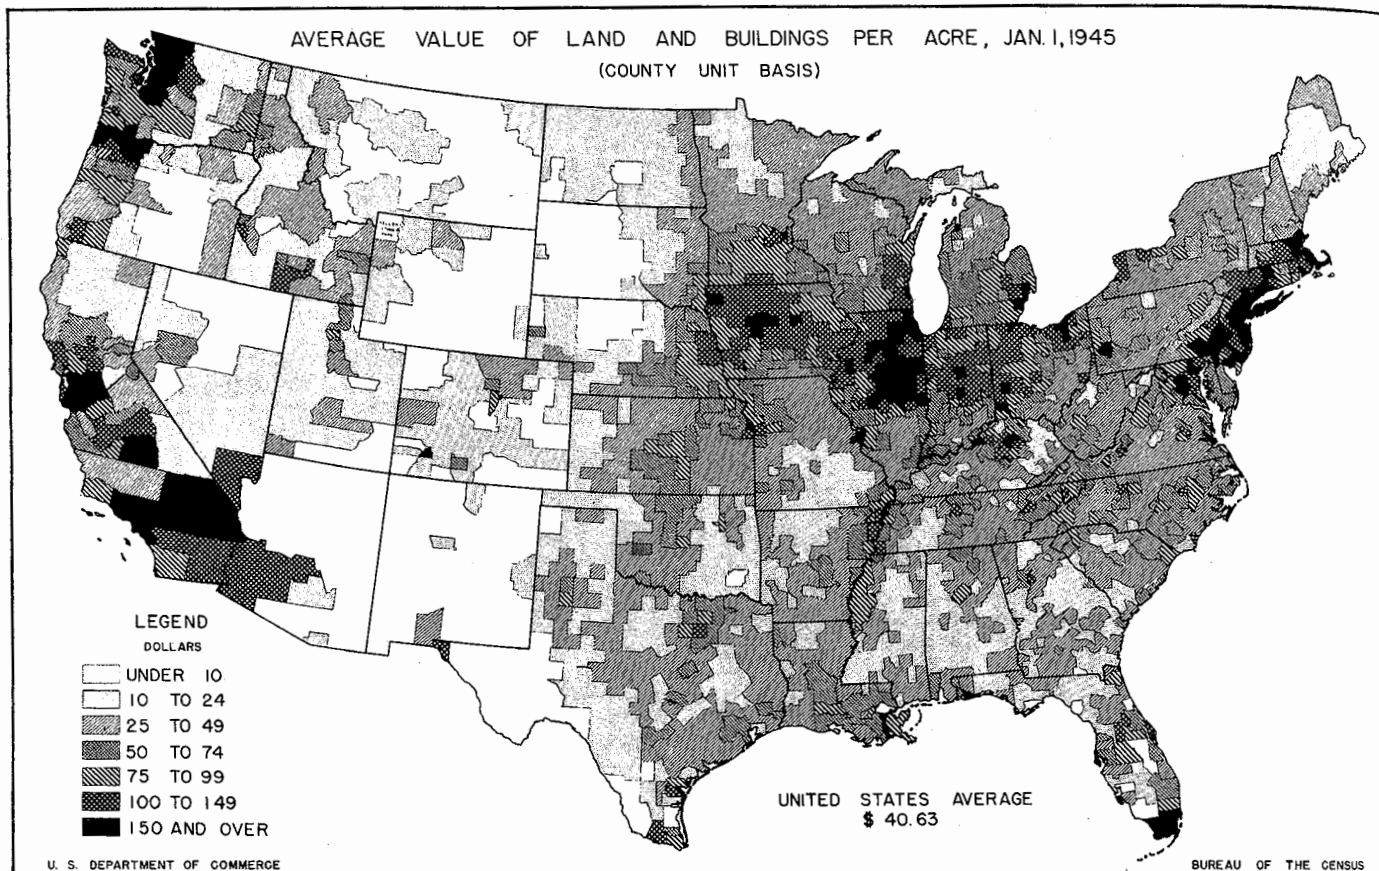 AVERAGE VALUE OF LAND AND BUILDINGS PER ACRE, JAN. 1, 1945
(COUNTY UNIT BASIS)
LEGEND
DOLLARS
UNDER 10
10 TO 24
25 TO 49
50 TO 74
75 TO 99
100 TO 149
150 AND OVER
UNITED STATES AVERAGE
$ 40.63
U. S. DEPARTMENT OF COMMERCE
BUREAU OF THE CENSUS